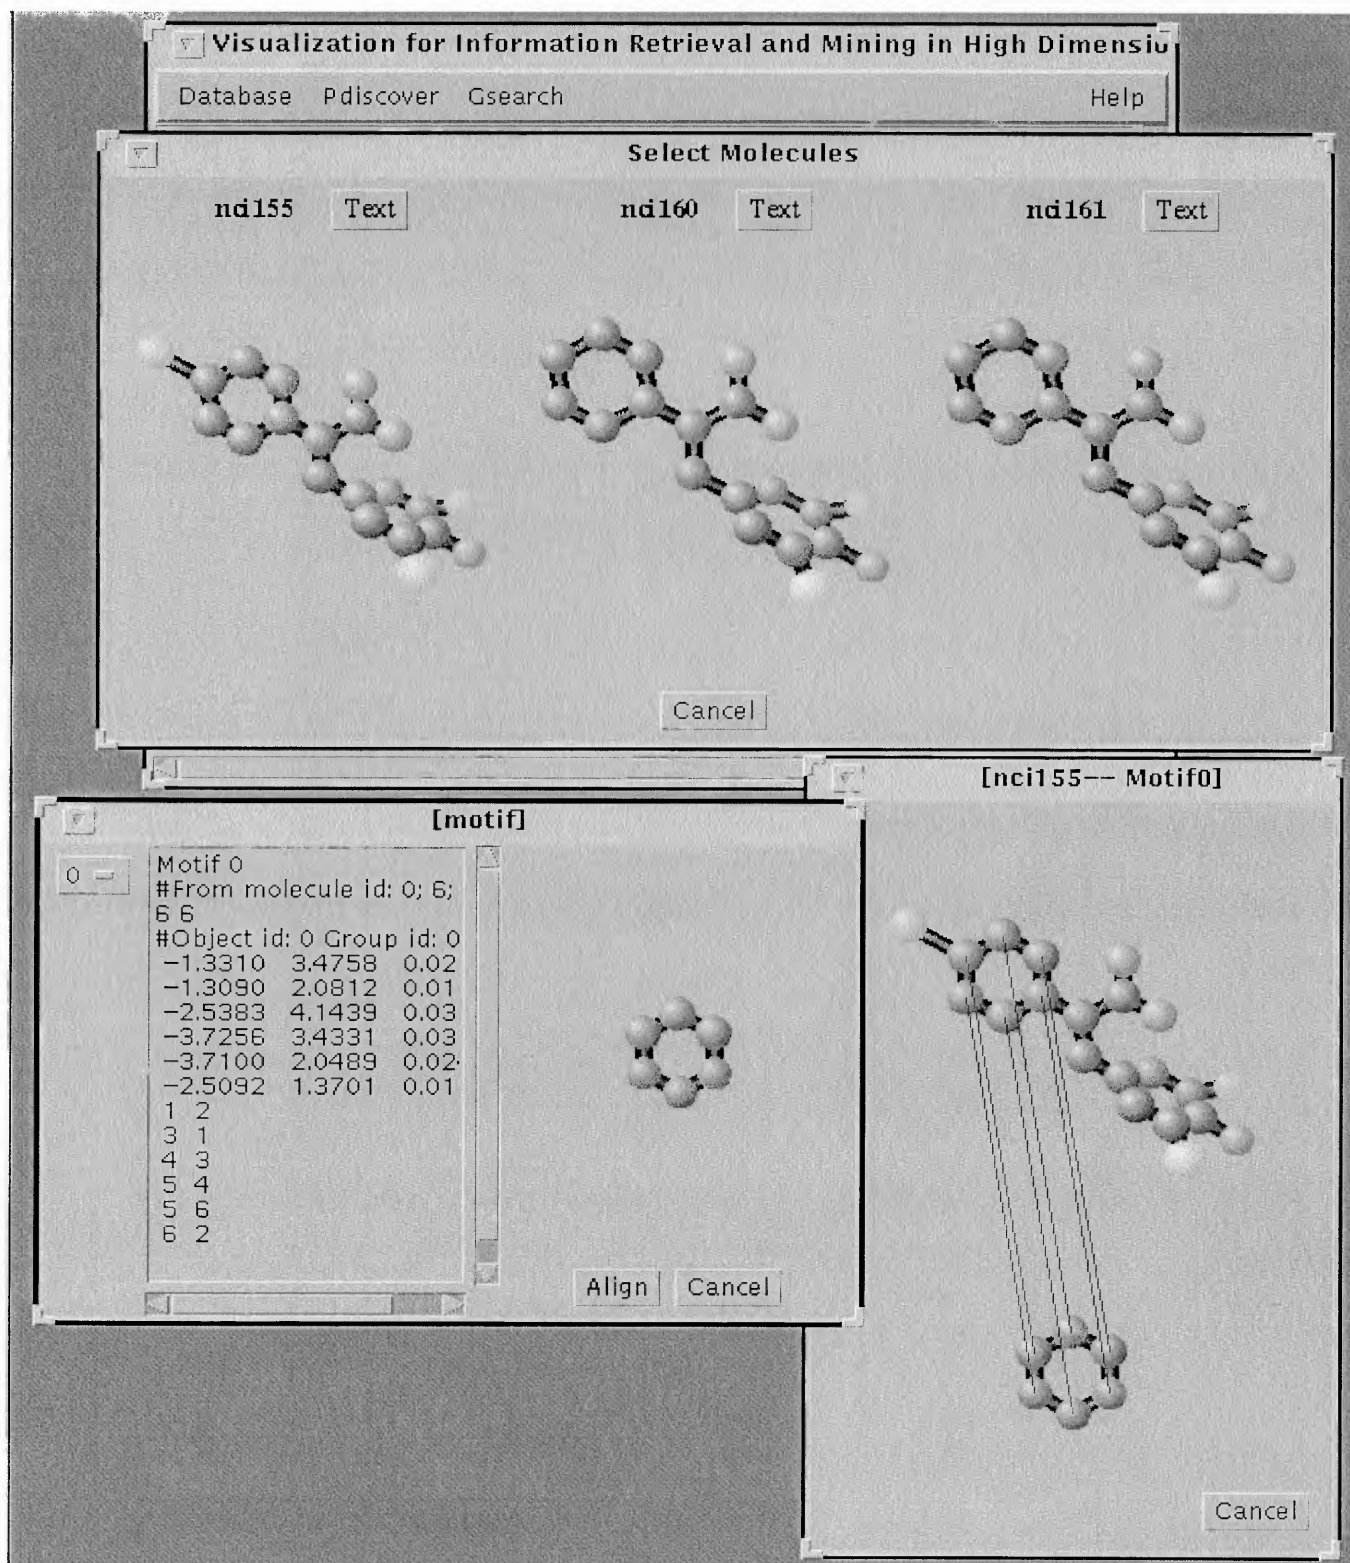 Visualization for Information Retrieval and Mining in High Dimensio
Database Pdiscover Gsearch Help
Select Molecules
nci155 Text nci160 Text nci161 Text
Cancel
[nci155-- Motif0]
[motif]
0
Motif 0
#From molecule id: 0; 6;
6 6
#Object id: 0 Group id: 0
-1.3310 3.4758 0.02
-1.3090 2.0812 0.01
-2.5383 4.1439 0.03
-3.7256 3.4331 0.03
-3.7100 2.0489 0.02
-2.5092 1.3701 0.01
1 2
3 1
4 3
5 4
5 6
6 2
Align Cancel
Cancel